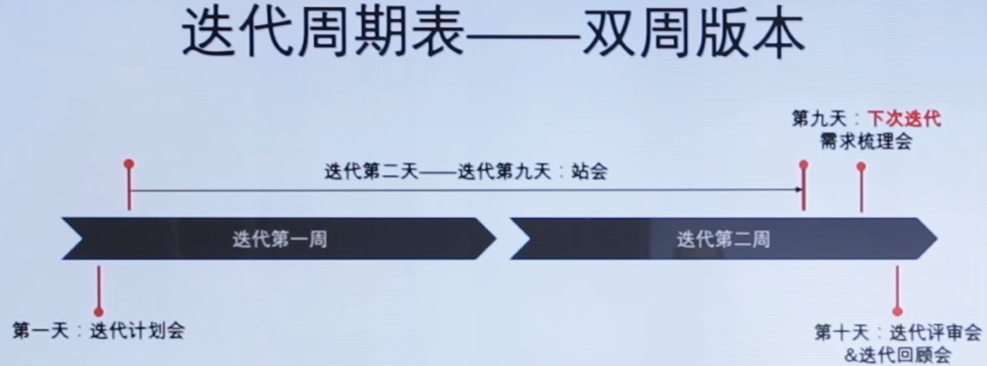 迭代周期表——双周版本
第九天：下次迭代
需求梳理会
迭代第二天——迭代第九天：站会
迭代第一周
迭代第二周
第一天：迭代计划会
第十天：迭代评审会
&迭代回顾会